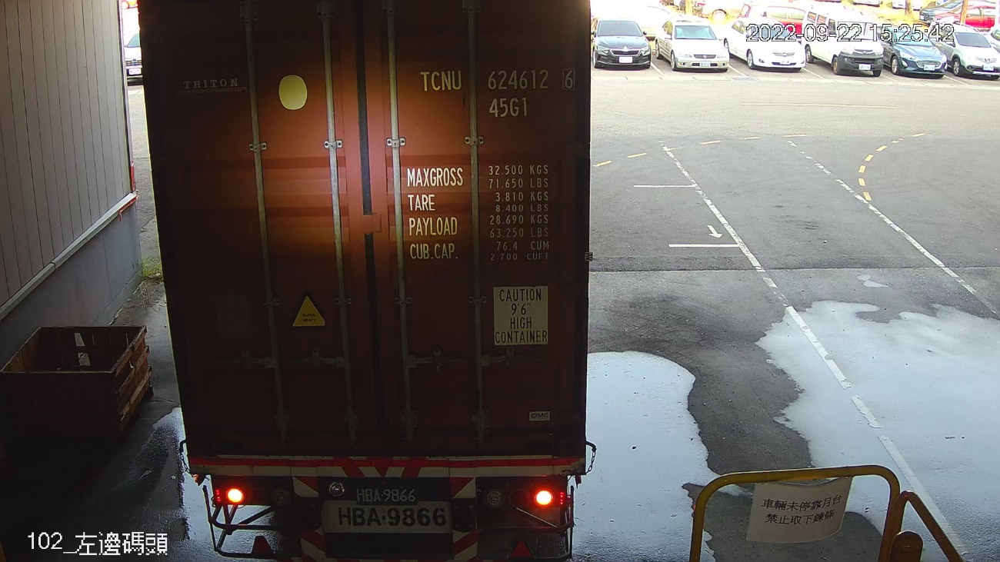 2022-09-22 15:25:42
TRITON
TCNU 624612 6
45G1
MAXGROSS 32.500 KGS
71.650 LBS
TARE 3.810 KGS
8.400 LBS
PAYLOAD 28.690 KGS
63.250 LBS
CUB.CAP. 76.4 CUM
2.700 CUFT
SUPER
HEAVY
CAUTION
9'6"
HIGH
CONTAINER
CIMC
HBA-9866
HBA-9866
車輛未停靠月台
禁止取下鍊條
102_左邊碼頭